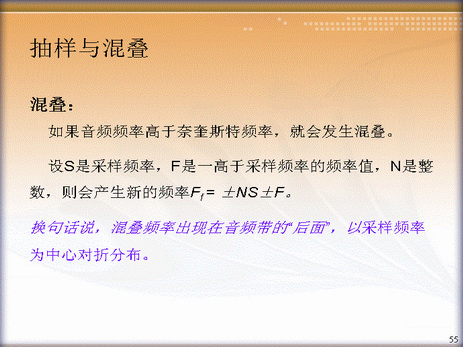 抽样与混叠
混叠：
如果音频频率高于奈奎斯特频率，就会发生混叠。
设S是采样频率，F是一高于采样频率的频率值，N是整
数，则会产生新的频率Ff = ±NS±F。
换句话说，混叠频率出现在音频带的“后面”，以采样频率
为中心对折分布。
55